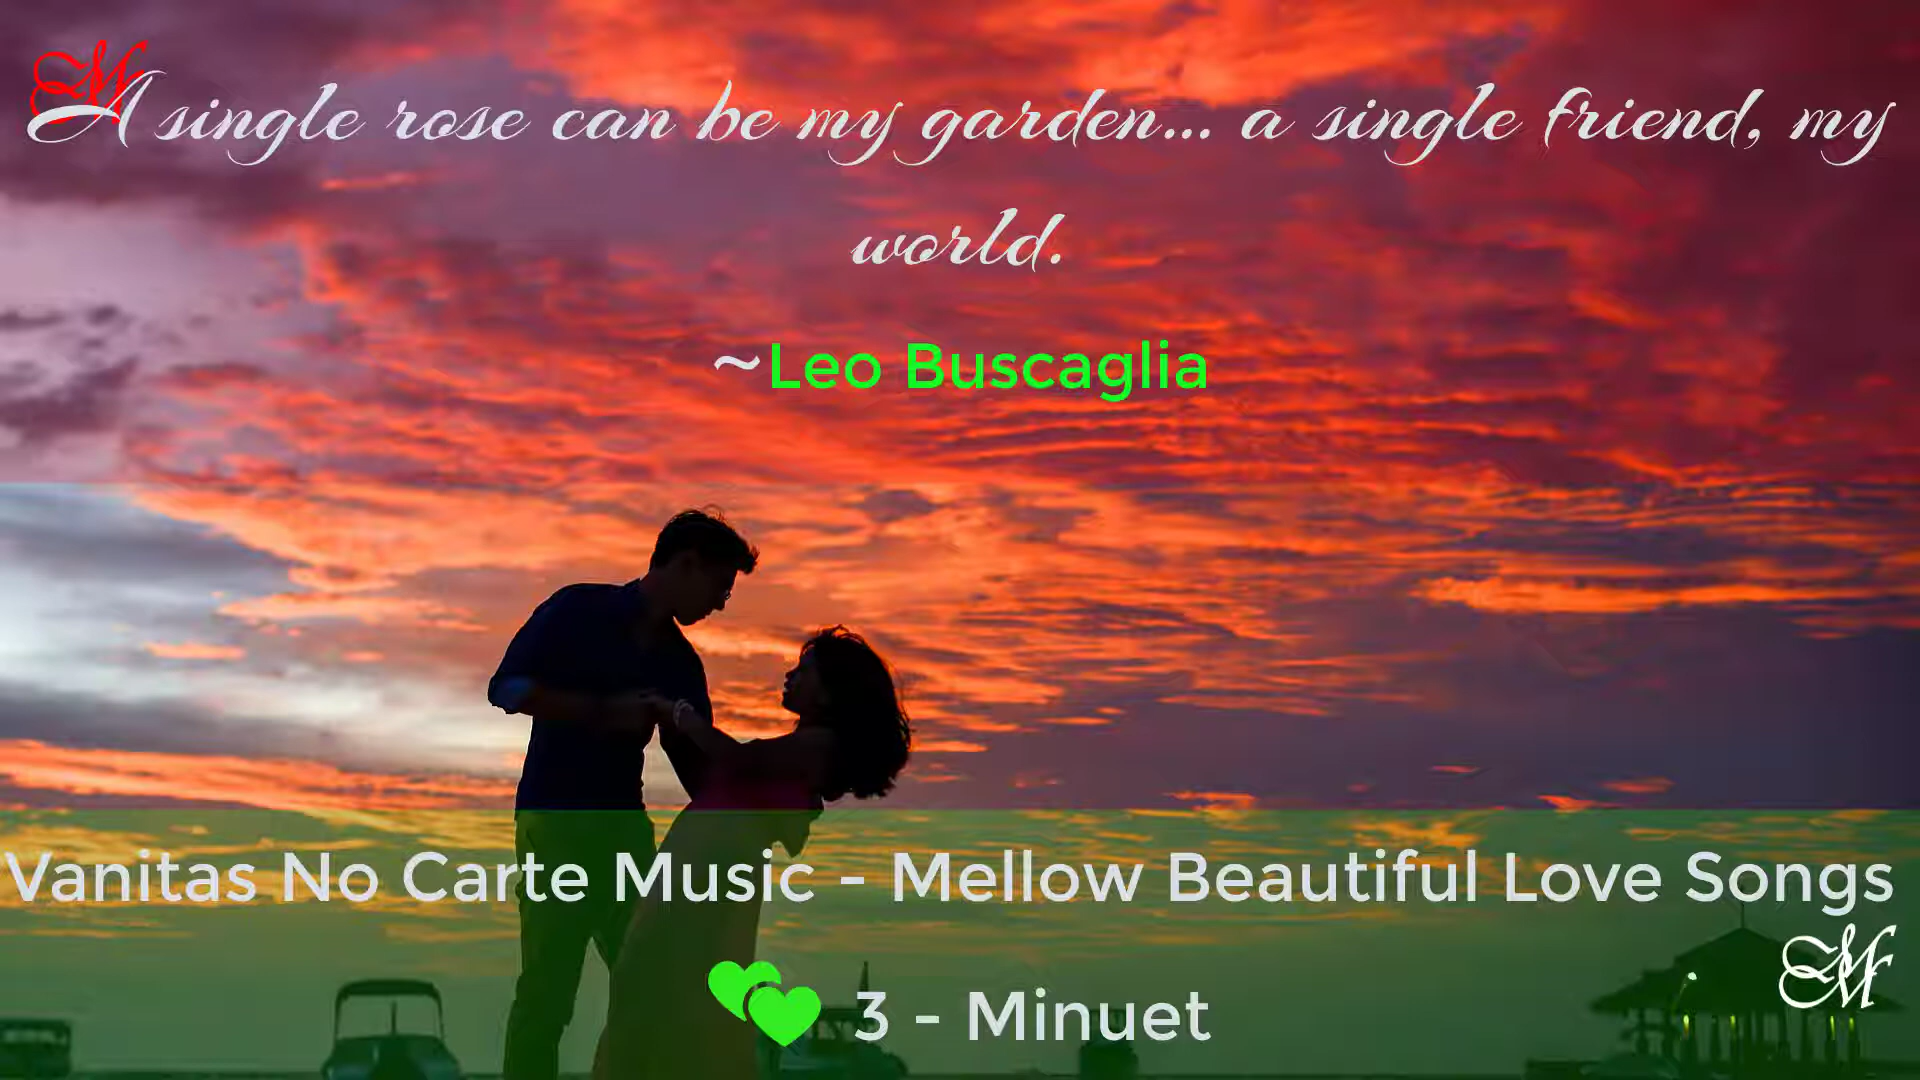 A single rose can be my garden... a single friend, my
world.
~Leo Buscaglia
Vanitas No Carte Music - Mellow Beautiful Love Songs
3 - Minuet